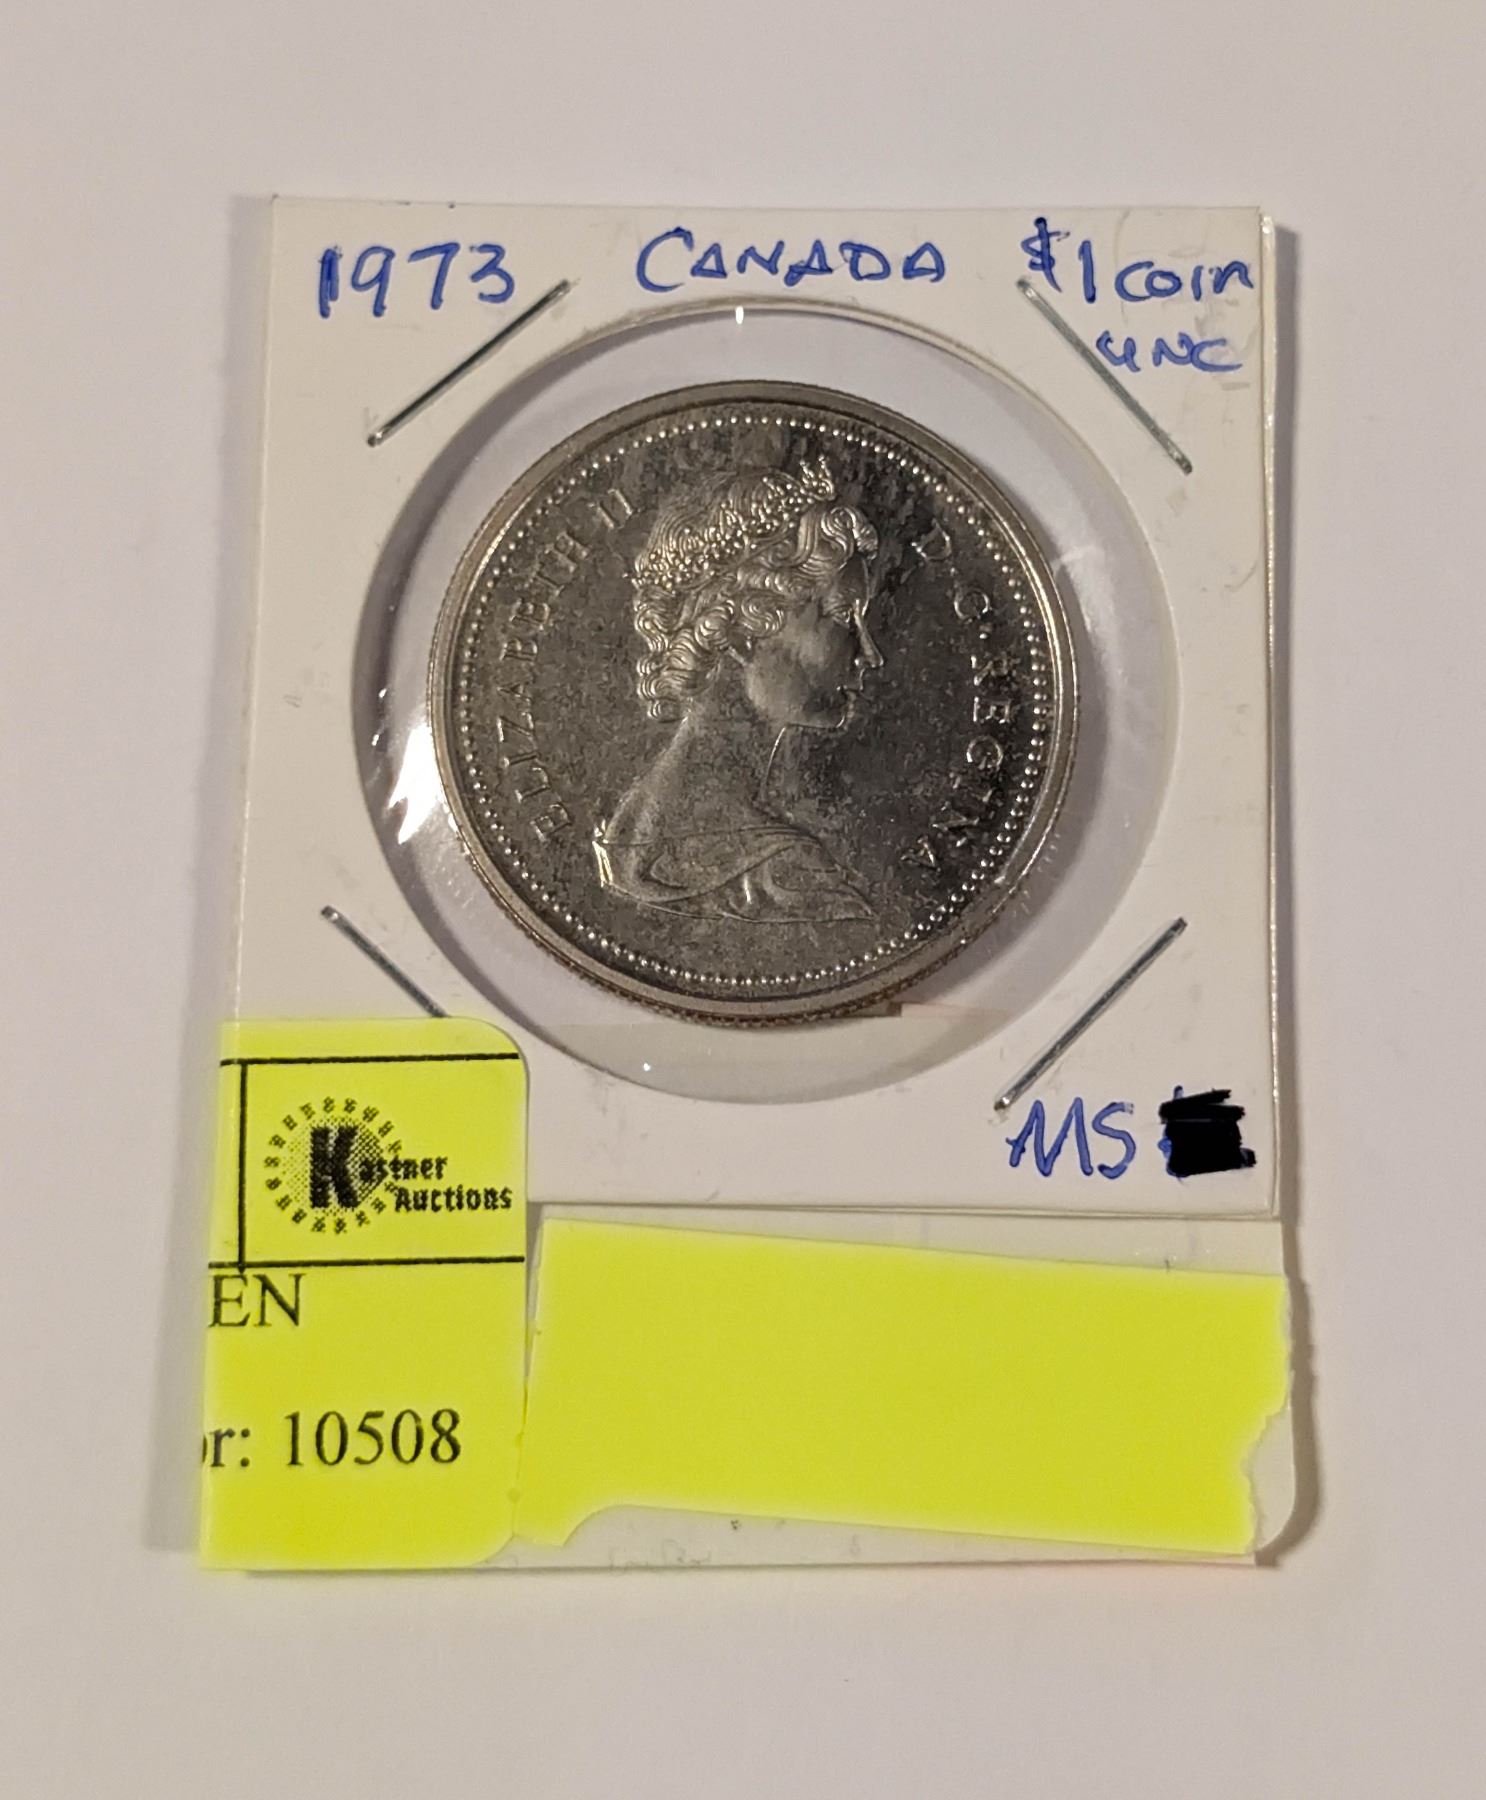 1973 CANADA $1 coin
UNC
ELIZABETH II D·G·REGINA
MS
Kastner
Auctions
EN
r: 10508